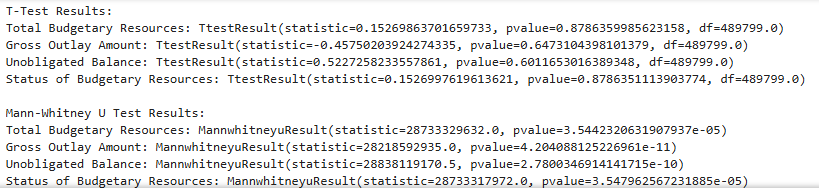 T-Test Results:
Total Budgetary Resources: TtestResult(statistic=0.15269863701659733, pvalue=0.8786359985623158, df=489799.0)
Gross Outlay Amount: TtestResult(statistic=-0.45750203924274335, pvalue=0.6473104398101379, df=489799.0)
Unobligated Balance: TtestResult(statistic=0.5227258233557861, pvalue=0.6011653016389348, df=489799.0)
Status of Budgetary Resources: TtestResult(statistic=0.1526997619613621, pvalue=0.8786351113903774, df=489799.0)
Mann-Whitney U Test Results:
Total Budgetary Resources: MannwhitneyuResult(statistic=28733329632.0, pvalue=3.5442320631907937e-05)
Gross Outlay Amount: MannwhitneyuResult(statistic=28218592935.0, pvalue=4.204088125226961e-11)
Unobligated Balance: MannwhitneyuResult(statistic=28838119170.5, pvalue=2.7800346914141715e-10)
Status of Budgetary Resources: MannwhitneyuResult(statistic=28733317972.0, pvalue=3.547962567231885e-05)